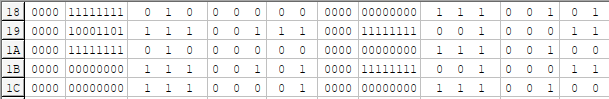 18 0000 11111111 0 1 0 0 0 0 0 0 0000 00000000 1 1 1 0 0 1 0 1
19 0000 10001101 1 1 1 0 0 1 1 1 0000 11111111 0 0 1 0 0 0 1 1
1A 0000 11111111 0 1 0 0 0 0 0 0 0000 00000000 1 1 1 0 0 1 0 0
1B 0000 00000000 1 1 1 0 0 1 0 1 0000 11111111 0 0 1 0 0 0 1 1
1C 0000 00000000 1 1 1 0 0 0 0 1 0000 00000000 1 1 1 0 0 1 0 0